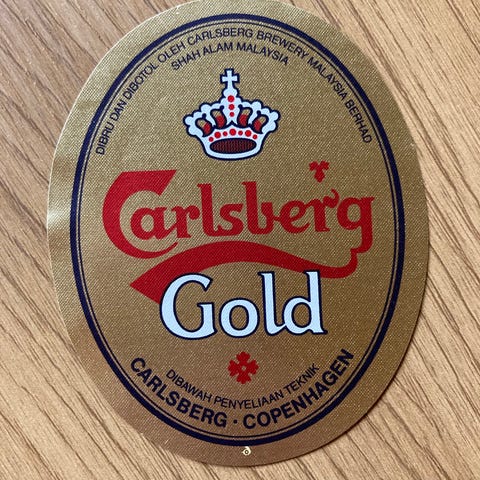 DIBRU DAN DIBOTOL OLEH CARLSBERG BREWERY MALAYSIA BERHAD
SHAH ALAM MALAYSIA
Carlsberg
Gold
DIBAWAH PENYELIAAN TEKNIK
CARLSBERG · COPENHAGEN